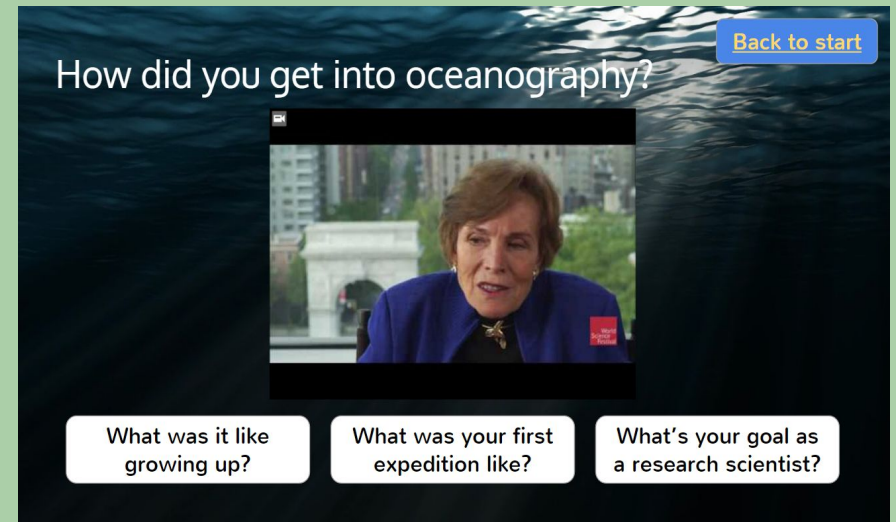 Back to start
How did you get into oceanography?
World
Science
Festival
What was it like
growing up?
What was your first
expedition like?
What's your goal as
a research scientist?